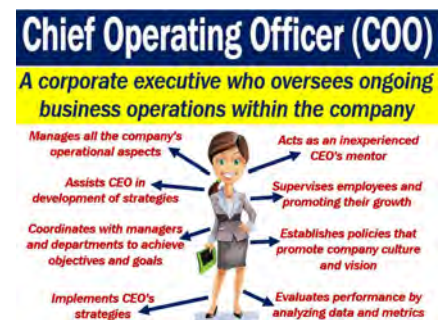 Chief Operating Officer (COO)
A corporate executive who oversees ongoing
business operations within the company
Manages all the company's
operational aspects
Assists CEO in
development of strategies
Coordinates with managers
and departments to achieve
objectives and goals
Implements CEO's
strategies
Acts as an inexperienced
CEO's mentor
Supervises employees and
promoting their growth
Establishes policies that
promote company culture
and vision
Evaluates performance by
analyzing data and metrics